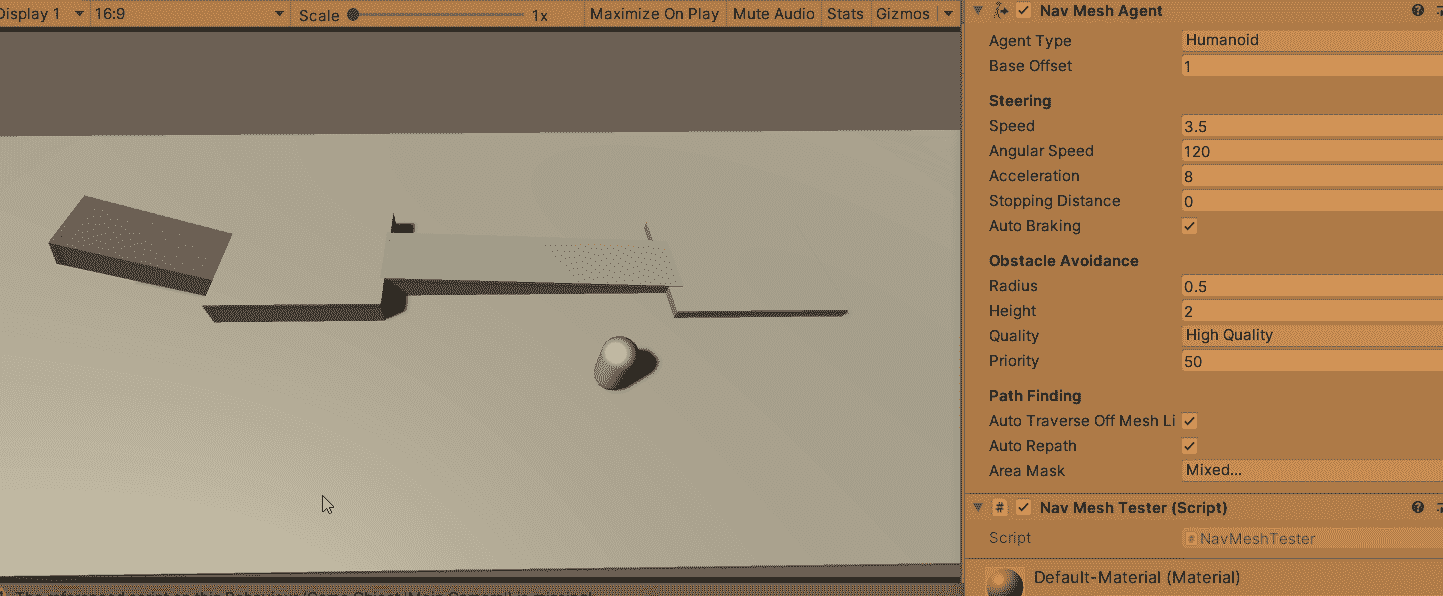 Display 1 16:9 Scale 1x Maximize On Play Mute Audio Stats Gizmos
Nav Mesh Agent
Agent Type Humanoid
Base Offset 1
Steering
Speed 3.5
Angular Speed 120
Acceleration 8
Stopping Distance 0
Auto Braking
Obstacle Avoidance
Radius 0.5
Height 2
Quality High Quality
Priority 50
Path Finding
Auto Traverse Off Mesh Li
Auto Repath
Area Mask Mixed...
# Nav Mesh Tester (Script)
Script # NavMeshTester
Default-Material (Material)